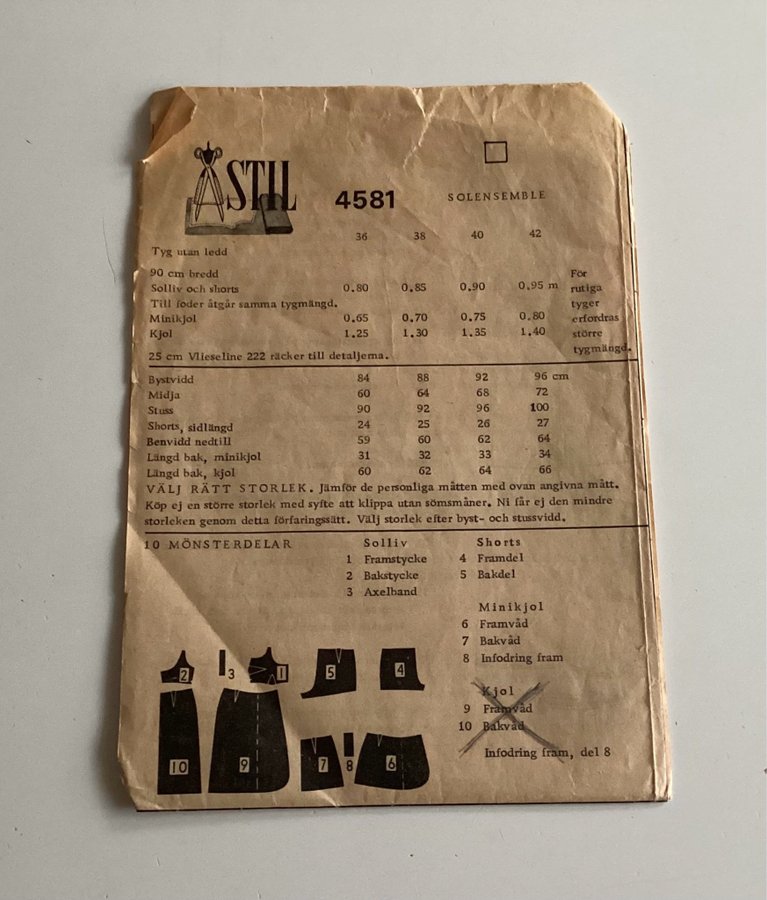 ÅSTIL 4581 SOLENSEMBLE
36 38 40 42
Tyg utan ledd
90 cm bredd
Solliv och shorts 0.80 0.85 0.90 0.95 m
Till foder åtgår samma tygmängd.
Minikjol 0.65 0.70 0.75 0.80
Kjol 1.25 1.30 1.35 1.40
För
rutiga
tyger
erfordras
större
tygmängd.
25 cm Vlieseline 222 räcker till detaljerna.
Bystvidd 84 88 92 96 cm
Midja 60 64 68 72
Stuss 90 92 96 100
Shorts, sidlängd 24 25 26 27
Benvidd nedtill 59 60 62 64
Längd bak, minikjol 31 32 33 34
Längd bak, kjol 60 62 64 66
VÄLJ RÄTT STORLEK. Jämför de personliga måtten med ovan angivna mått.
Köp ej en större storlek med syfte att klippa utan sömsmåner. Ni får ej den mindre
storleken genom detta förfaringssätt. Välj storlek efter byst- och stussvidd.
10 MÖNSTERDELAR
Solliv
1 Framstycke
2 Bakstycke
3 Axelband
Shorts
4 Framdel
5 Bakdel
Minikjol
6 Framvåd
7 Bakvåd
8 Infodring fram
Kjol
9 Framvåd
10 Bakvåd
Infodring fram, del 8
2 3 1 5 4
10 9 7 8 6